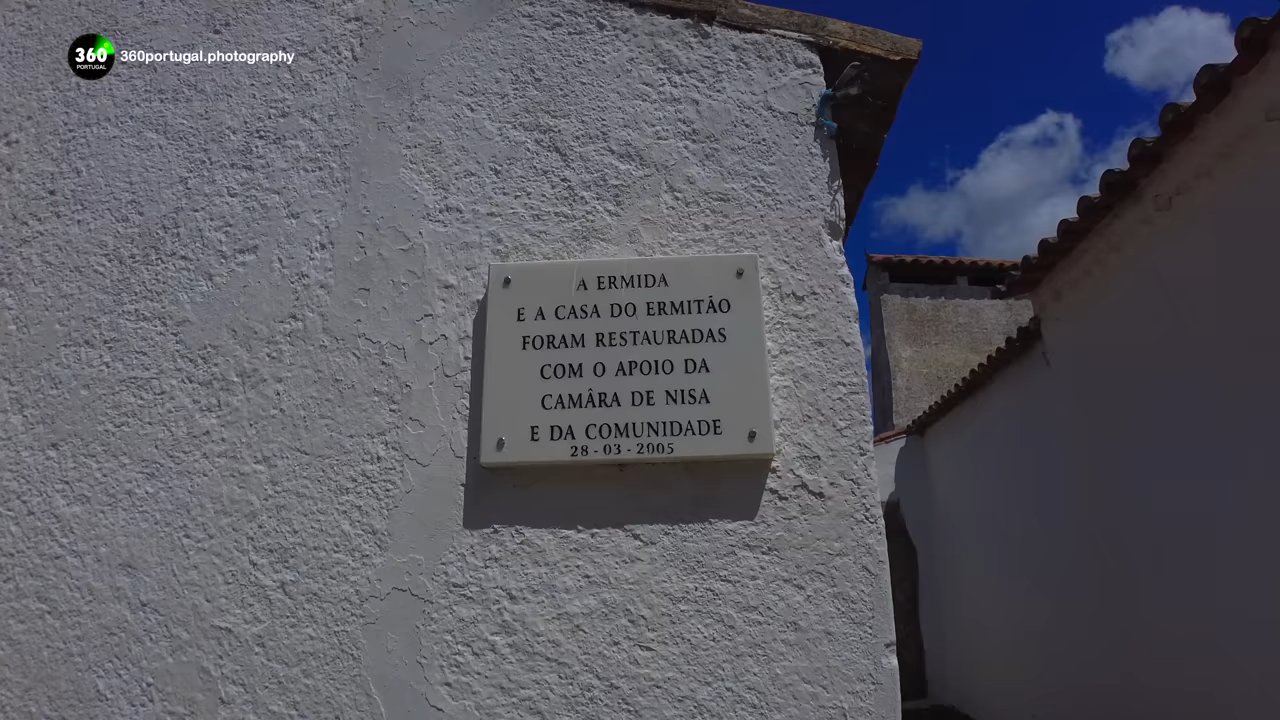 360
PORTUGAL
360portugal.photography
A ERMIDA
E A CASA DO ERMITÃO
FORAM RESTAURADAS
COM O APOIO DA
CAMÂRA DE NISA
E DA COMUNIDADE
28-03-2005